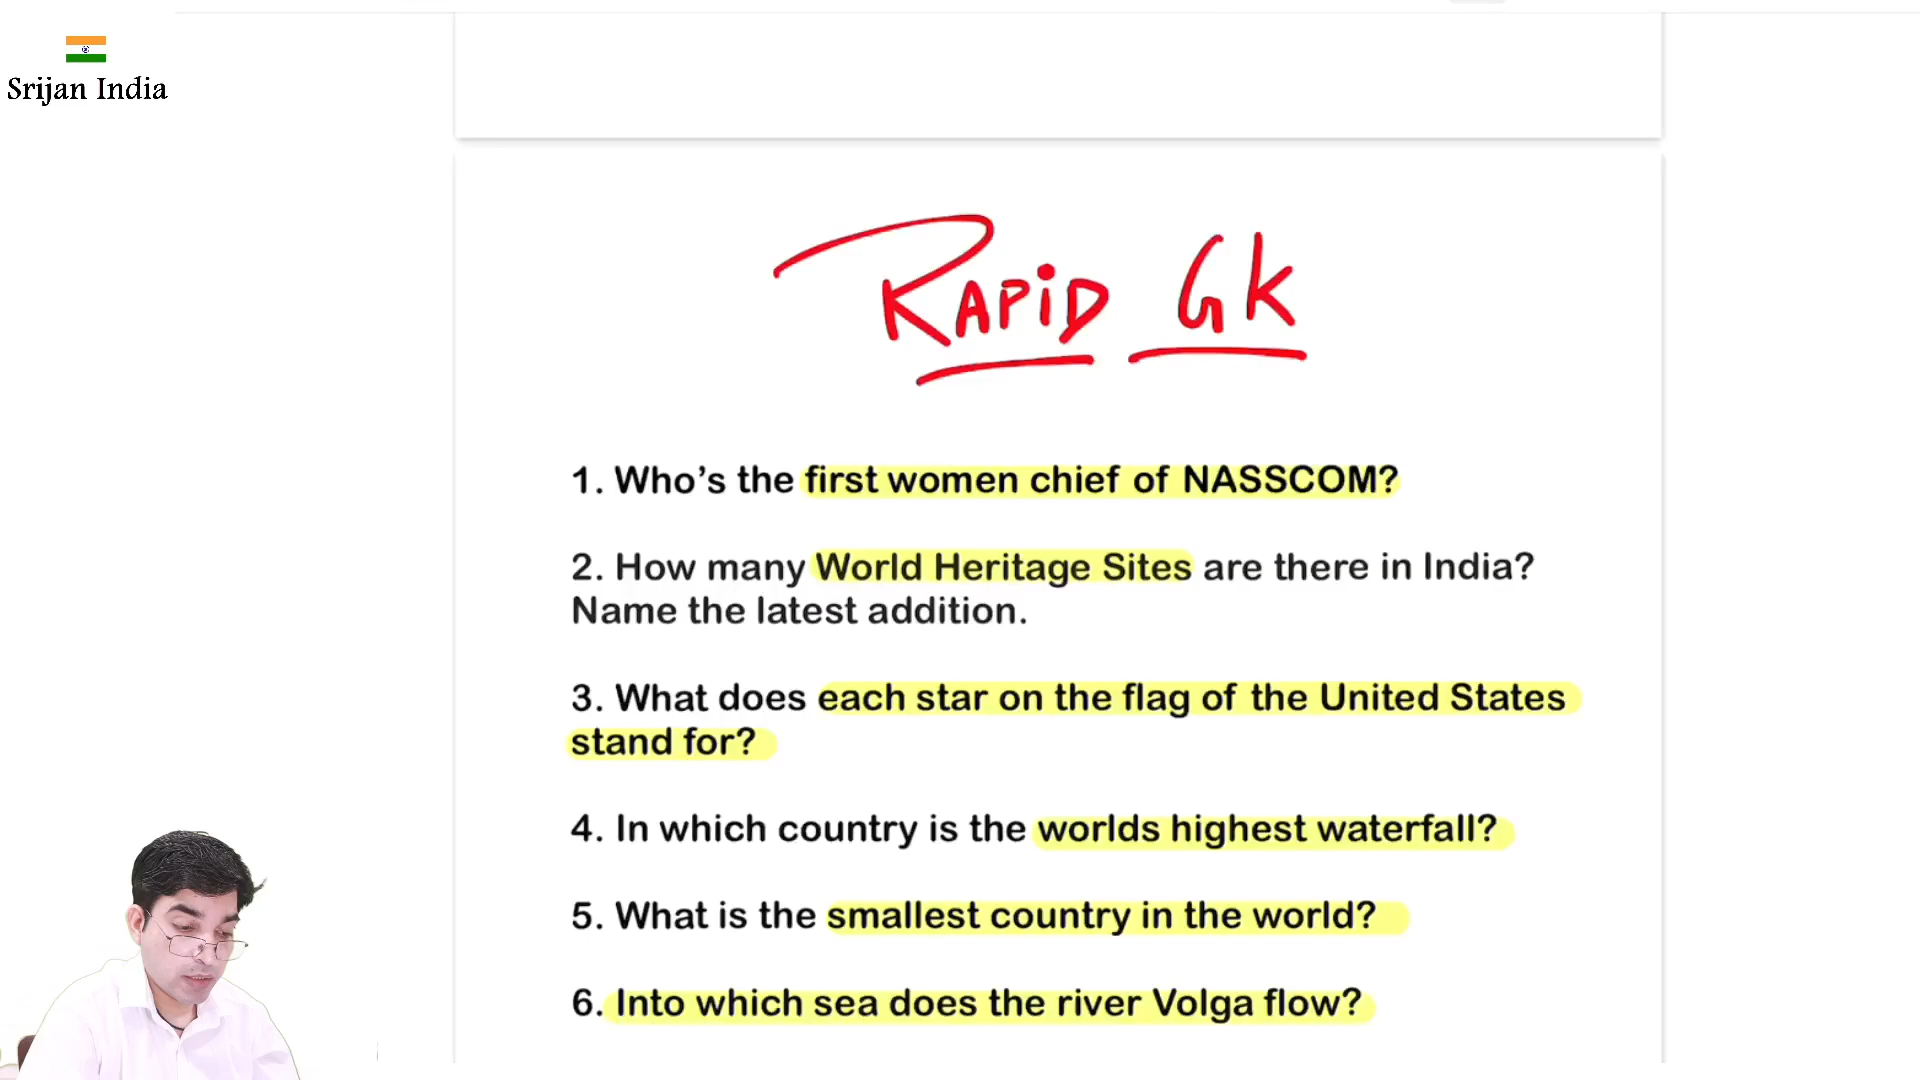 Srijan India
RAPiD Gk
1. Who’s the first women chief of NASSCOM?
2. How many World Heritage Sites are there in India?
Name the latest addition.
3. What does each star on the flag of the United States
stand for?
4. In which country is the worlds highest waterfall?
5. What is the smallest country in the world?
6. Into which sea does the river Volga flow?